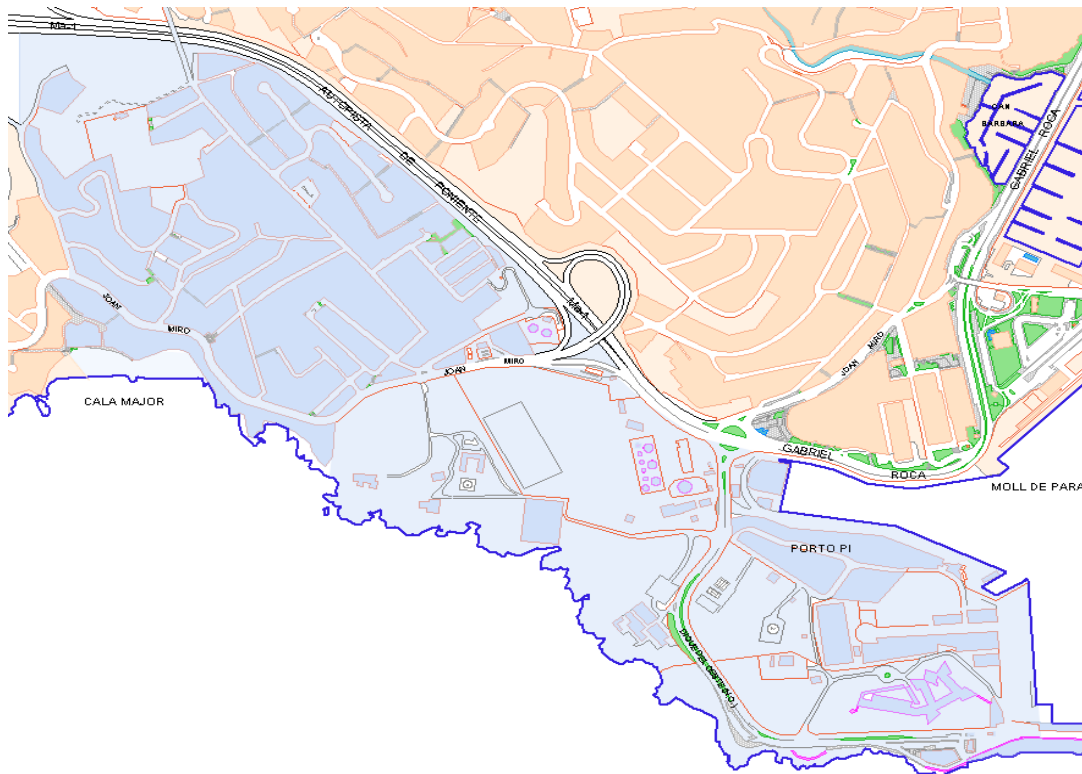 Ma-1
AUTOPISTA DE PONIENTE
CAN
BARBARA
GABRIEL ROCA
JOAN
MIRO
Ma-1
MIRO
JOAN
JOAN MIRO
CALA MAJOR
GABRIEL
ROCA
MOLL DE PARA
PORTO PI